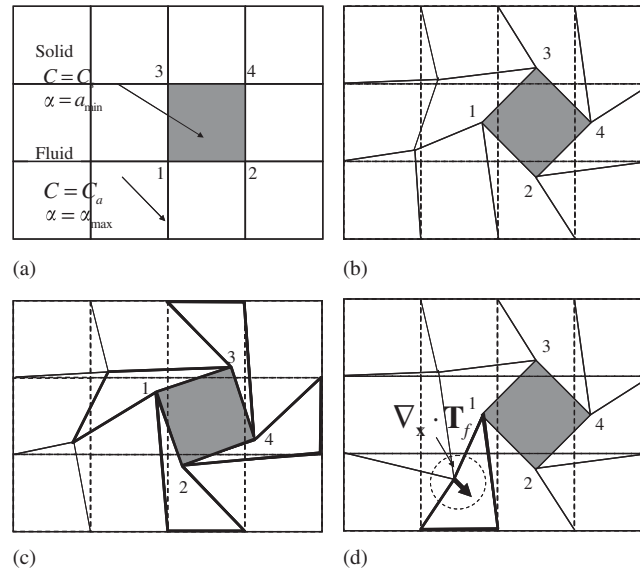 Solid
C = C
α = a_min
3
4
Fluid
1
2
C = C_a
α = α_max
(a)
3
1
4
2
(b)
3
1
4
2
(c)
3
1
∇_x · T_f
4
2
(d)